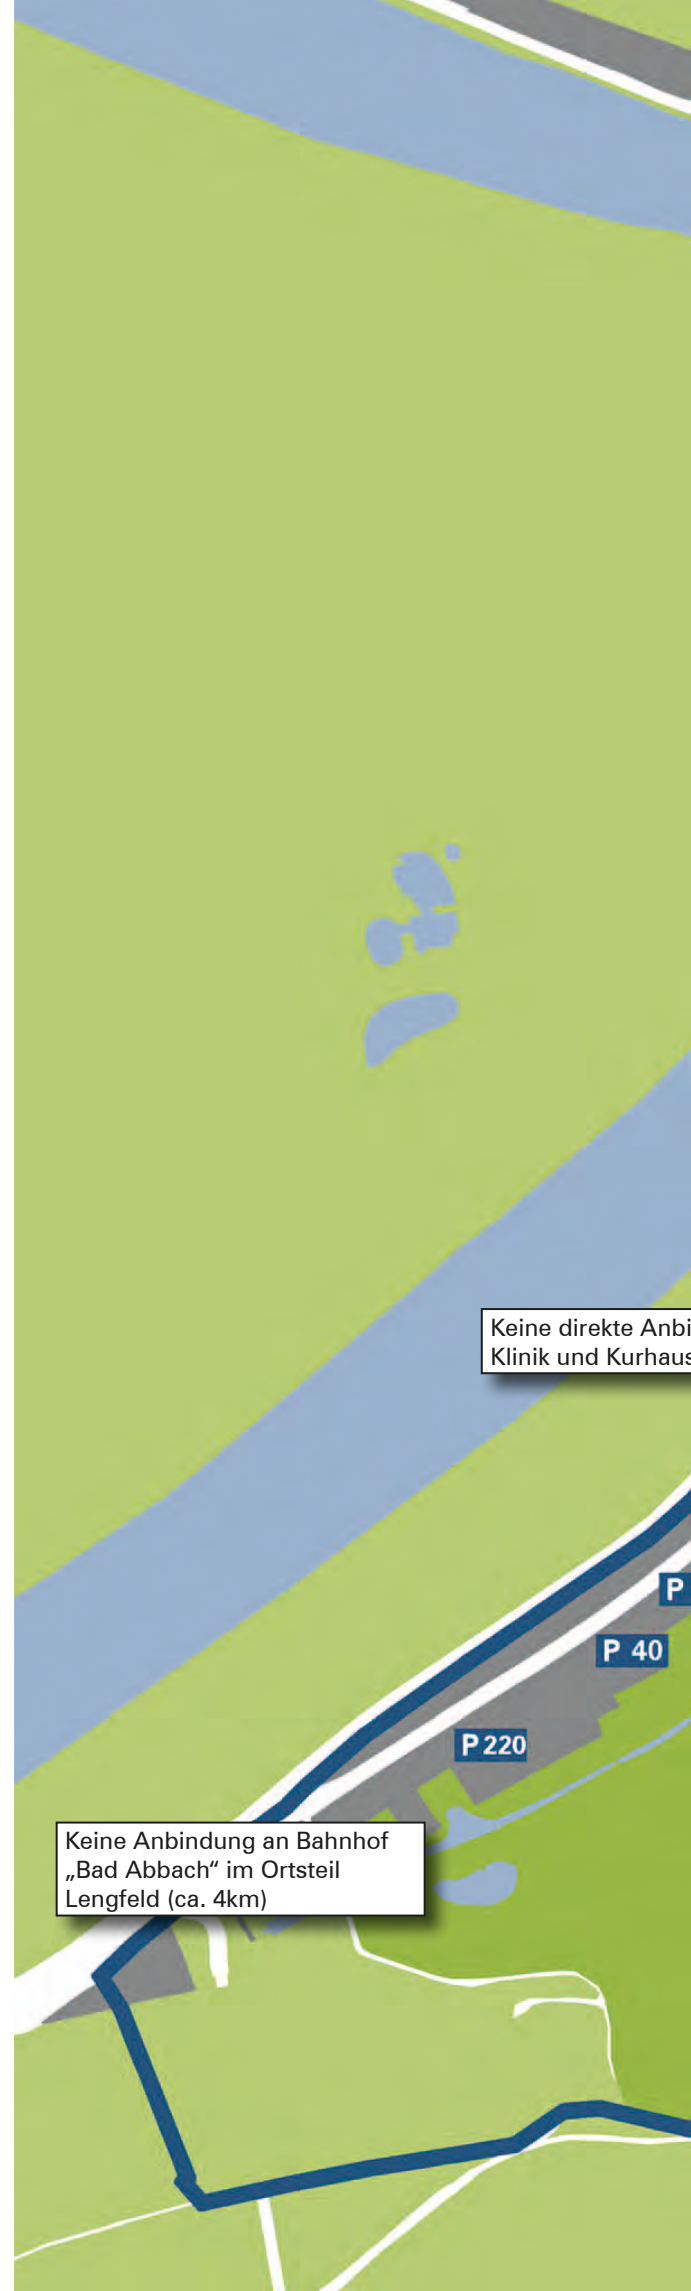 Keine direkte Anbi
Klinik und Kurhaus
P
P 40
P 220
Keine Anbindung an Bahnhof
„Bad Abbach“ im Ortsteil
Lengfeld (ca. 4km)